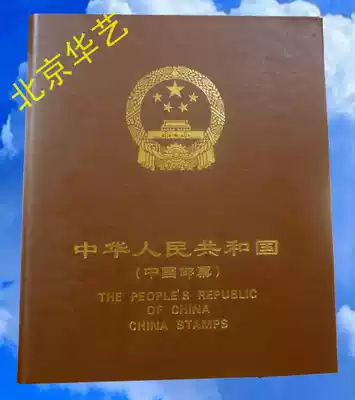 北京华艺
中华人民共和国
(中国邮票)
THE PEOPLE'S REPUBLIC
OF CHINA
CHINA STAMPS